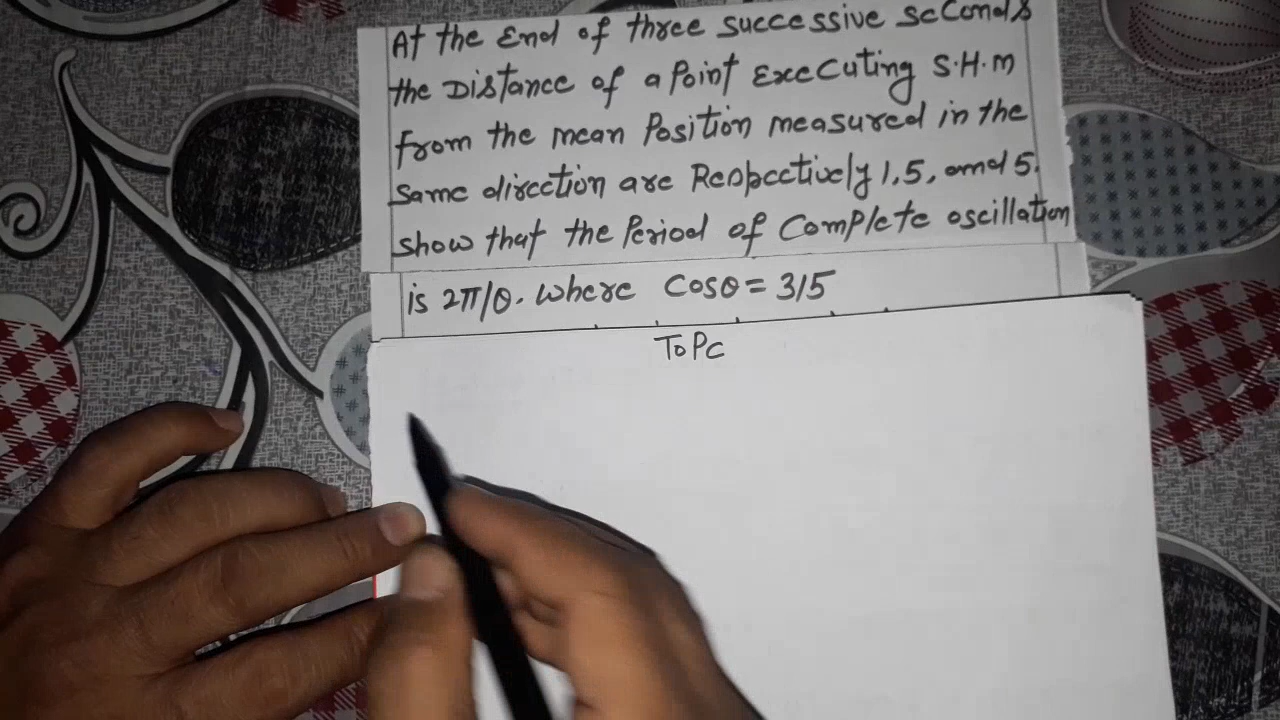 At the End of three successive seconds
the Distance of a Point Executing S.H.m
from the mean Position measured in the
same direction are Respectively 1,5, and 5.
show that the Period of Complete oscillation
is 2π/θ. where Cosθ = 3/5
ToPc